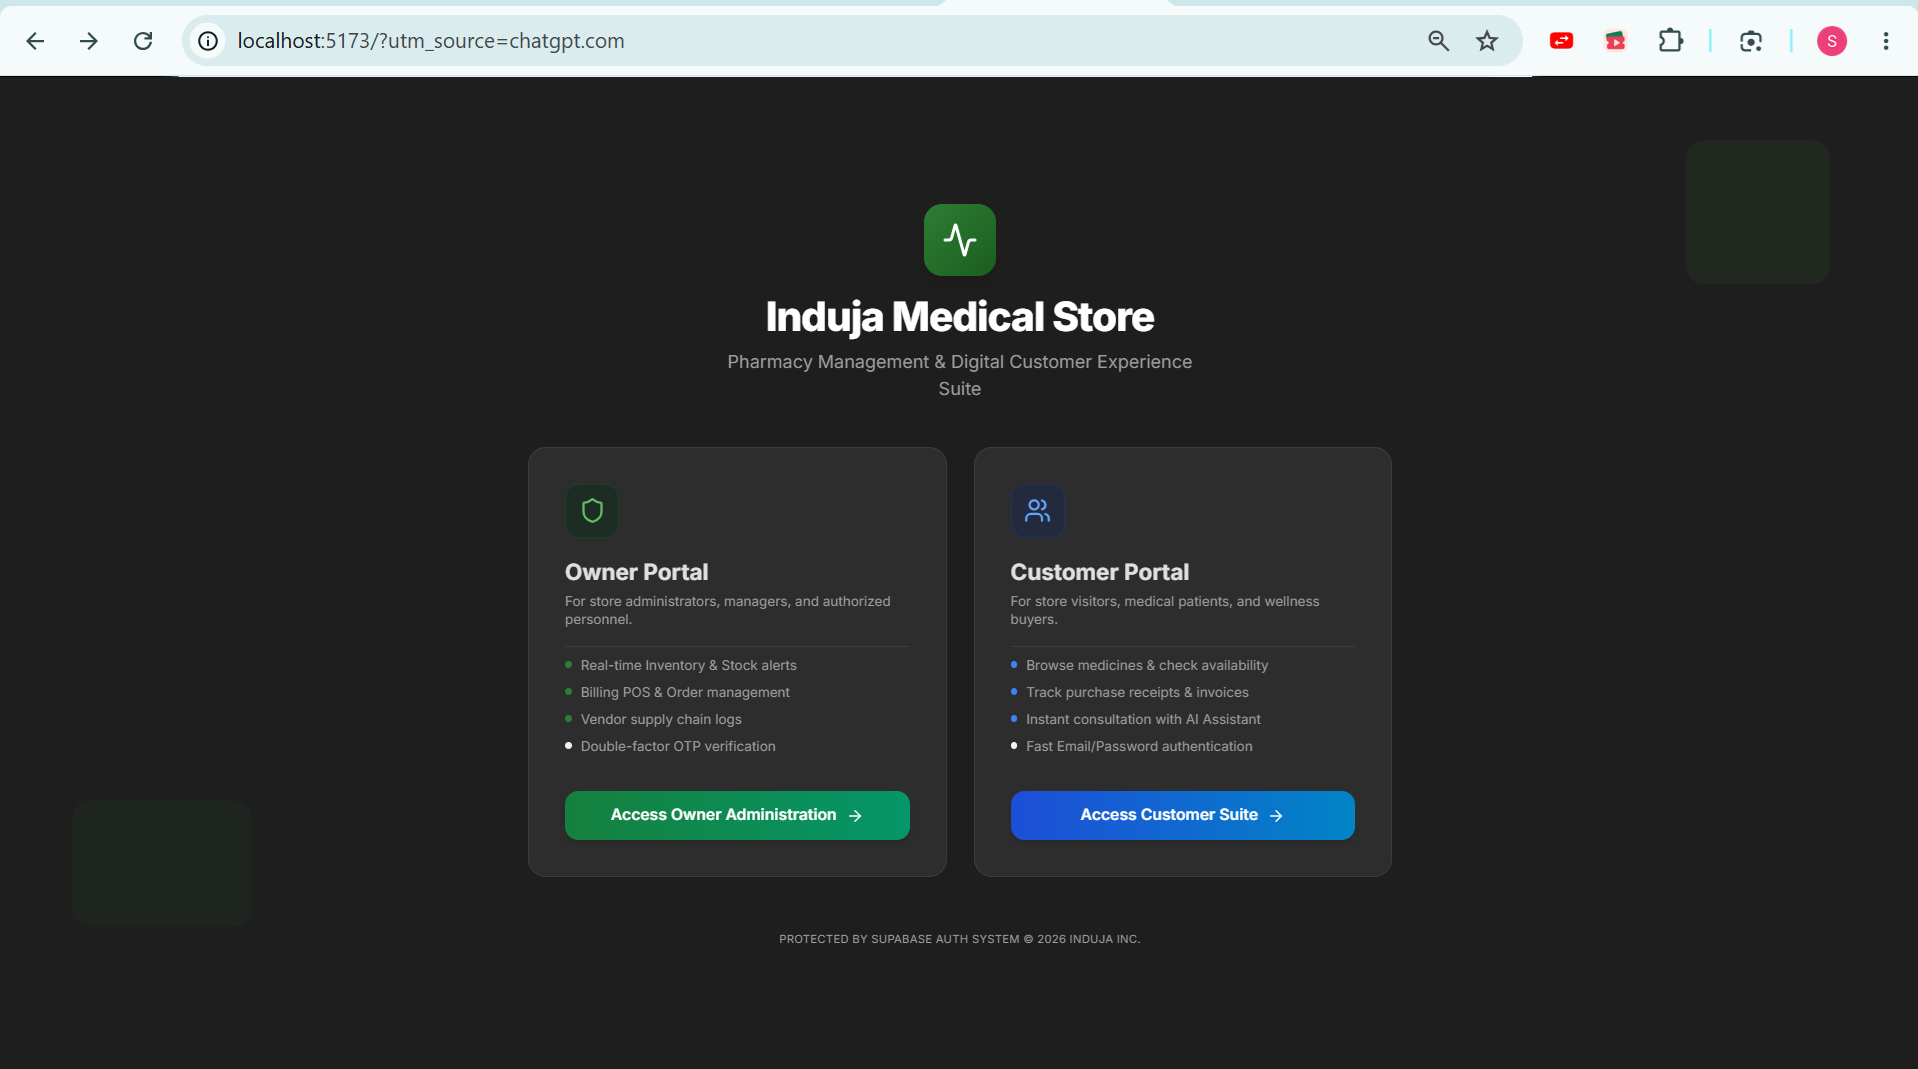 localhost:5173/?utm_source=chatgpt.com
S
Induja Medical Store
Pharmacy Management & Digital Customer Experience
Suite
Owner Portal
For store administrators, managers, and authorized
personnel.
Real-time Inventory & Stock alerts
Billing POS & Order management
Vendor supply chain logs
Double-factor OTP verification
Access Owner Administration →
Customer Portal
For store visitors, medical patients, and wellness
buyers.
Browse medicines & check availability
Track purchase receipts & invoices
Instant consultation with AI Assistant
Fast Email/Password authentication
Access Customer Suite →
PROTECTED BY SUPABASE AUTH SYSTEM © 2026 INDUJA INC.